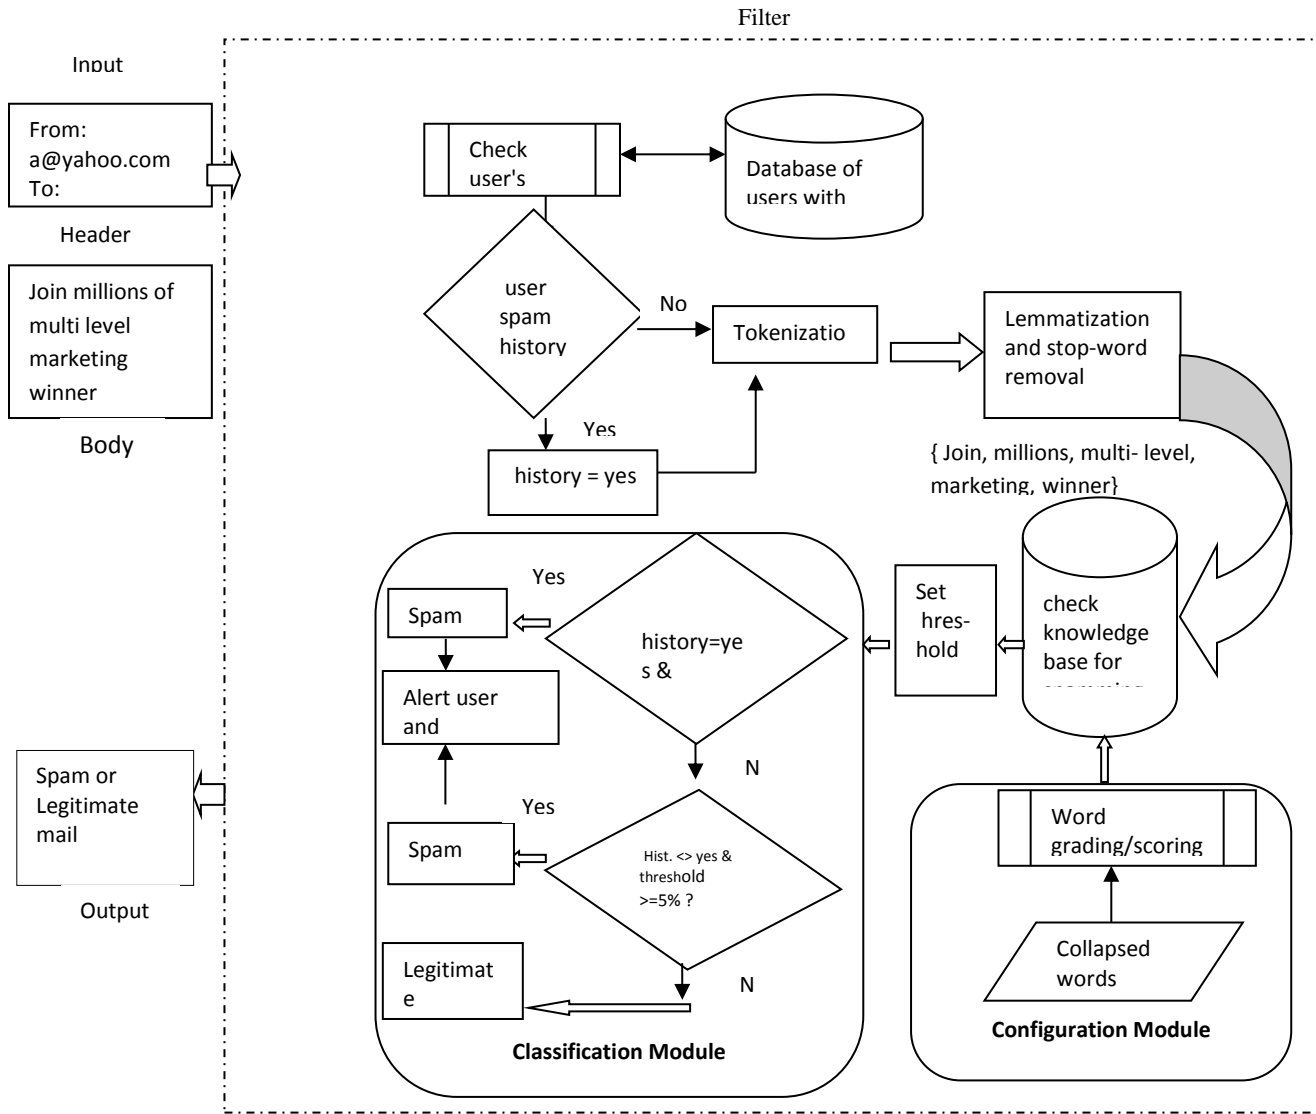 Filter
Input
From:
a@yahoo.com
To:
Header
Join millions of
multi level
marketing
winner
Body
Check
user's
Database of
users with
user
spam
history
No
Tokenizatio
Lemmatization
and stop-word
removal
Yes
history = yes
{ Join, millions, multi- level,
marketing, winner}
check
knowledge
base for
Set
hres-
hold
history=ye
s &
Yes
Spam
Alert user
and
N
Hist. <> yes &
threshold
>=5% ?
Yes
Spam
N
Legitimat
e
Classification Module
Word
grading/scoring
Collapsed
words
Configuration Module
Spam or
Legitimate
mail
Output